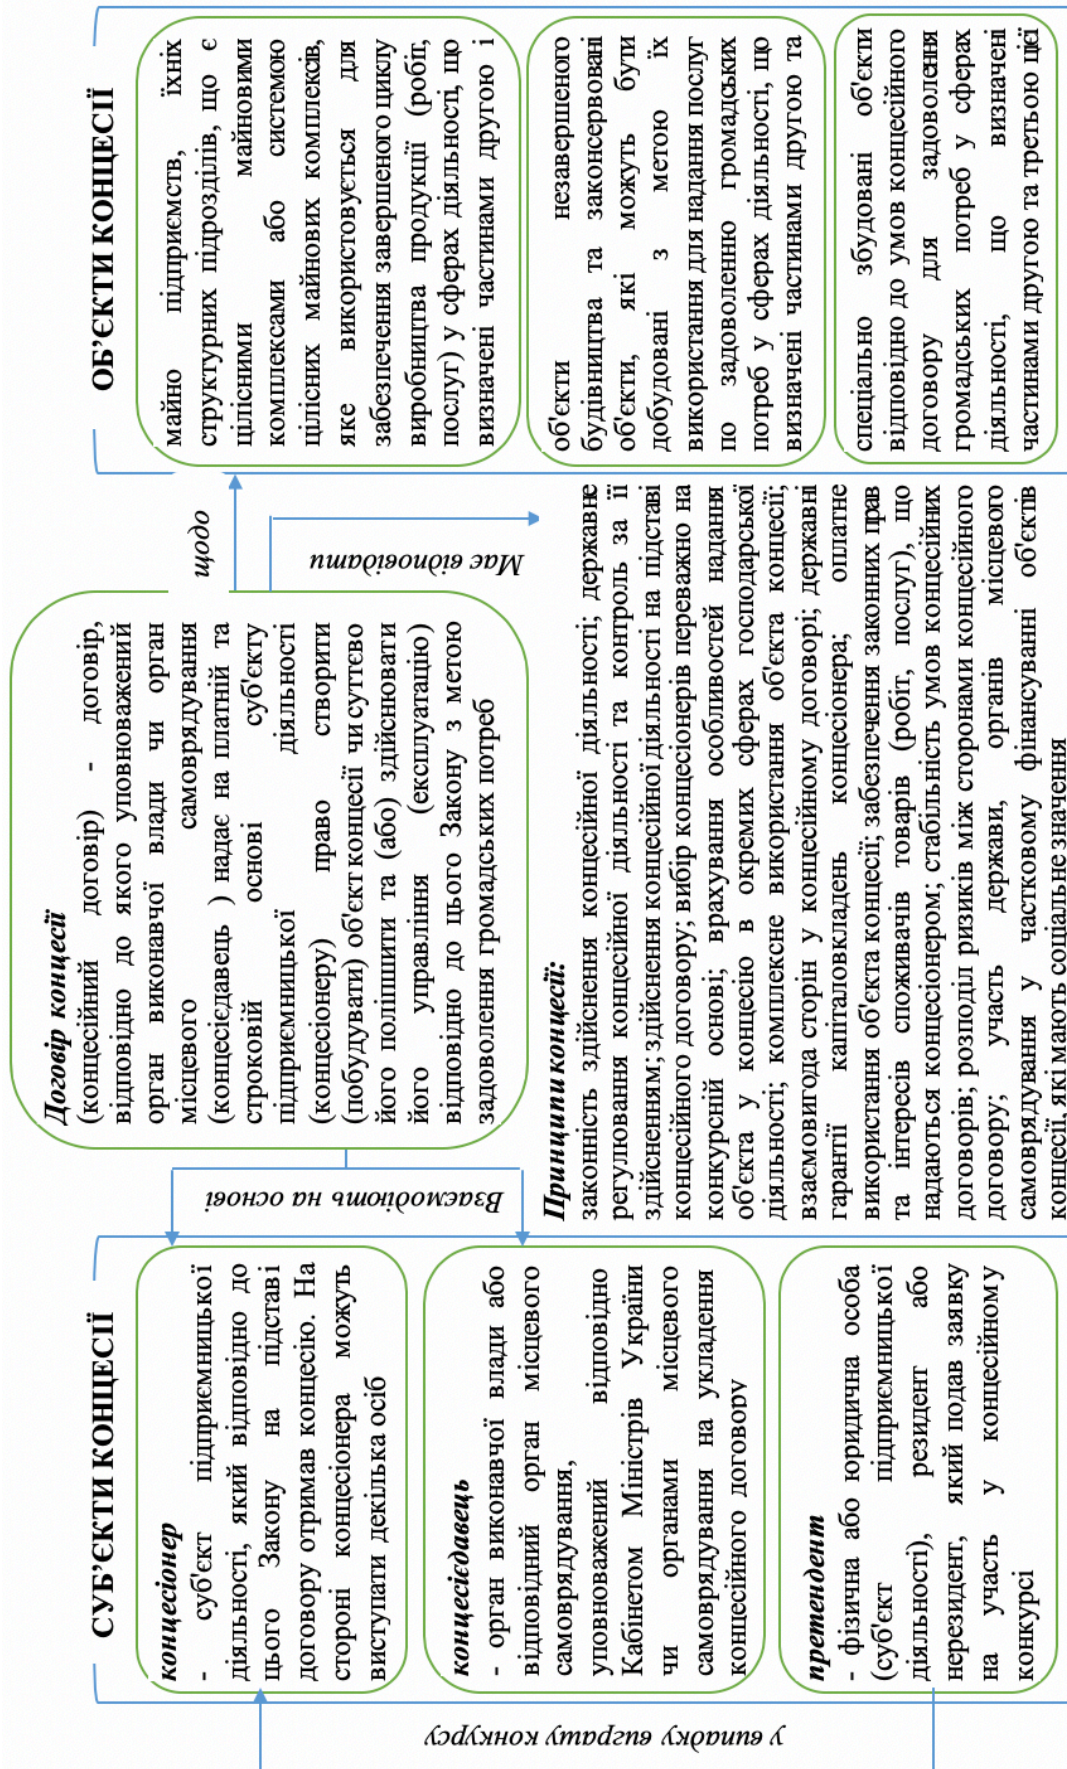 СУБ’ЄКТИ КОНЦЕСІЇ
концесіонер
- суб'єкт підприємницької
діяльності, який відповідно до
цього Закону на підставі
договору отримав концесію. На
стороні концесіонера можуть
виступати декілька осіб
концесієдавець
- орган виконавчої влади або
відповідний орган місцевого
самоврядування,
уповноважений відповідно
Кабінетом Міністрів України
чи органами місцевого
самоврядування на укладення
концесійного договору
претендент
- фізична або юридична особа
(суб'єкт підприємницької
діяльності), резидент або
нерезидент, який подав заявку
на участь у концесійному
конкурсі
у випадку виграшу конкурсу
Взаємодіють на основі
Договір концесії
(концесійний договір) - договір,
відповідно до якого уповноважений
орган виконавчої влади чи орган
місцевого самоврядування
(концесієдавець ) надає на платній та
строковій основі суб'єкту
підприємницької діяльності
(концесіонеру) право створити
(побудувати) об'єкт концесії чи суттєво
його поліпшити та (або) здійснювати
його управління (експлуатацію)
відповідно до цього Закону з метою
задоволення громадських потреб
щодо
Має відповідати
Принципи концесії:
законність здійснення концесійної діяльності; державне
регулювання концесійної діяльності та контроль за її
здійсненням; здійснення концесійної діяльності на підставі
концесійного договору; вибір концесіонерів переважно на
конкурсній основі; врахування особливостей надання
об'єкта у концесію в окремих сферах господарської
діяльності; комплексне використання об'єкта концесії;
взаємовигода сторін у концесійному договорі; державні
гарантії капіталовкладень концесіонера; оплатне
використання об'єкта концесії; забезпечення законних прав
та інтересів споживачів товарів (робіт, послуг), що
надаються концесіонером; стабільність умов концесійних
договорів; розподіл ризиків між сторонами концесійного
договору; участь держави, органів місцевого
самоврядування у частковому фінансуванні об'єктів
концесії, які мають соціальне значення
ОБ’ЄКТИ КОНЦЕСІЇ
майно підприємств, їхніх
структурних підрозділів, що є
цілісними майновими
комплексами або системою
цілісних майнових комплексів,
яке використовується для
забезпечення завершеного циклу
виробництва продукції (робіт,
послуг) у сферах діяльності, що
визначені частинами другою і
об'єкти незавершеного
будівництва та законсервовані
об'єкти, які можуть бути
добудовані з метою їх
використання для надання послуг
по задоволенню громадських
потреб у сферах діяльності, що
визначені частинами другою та
спеціально збудовані об'єкти
відповідно до умов концесійного
договору для задоволення
громадських потреб у сферах
діяльності, що визначені
частинами другою та третьою цієї